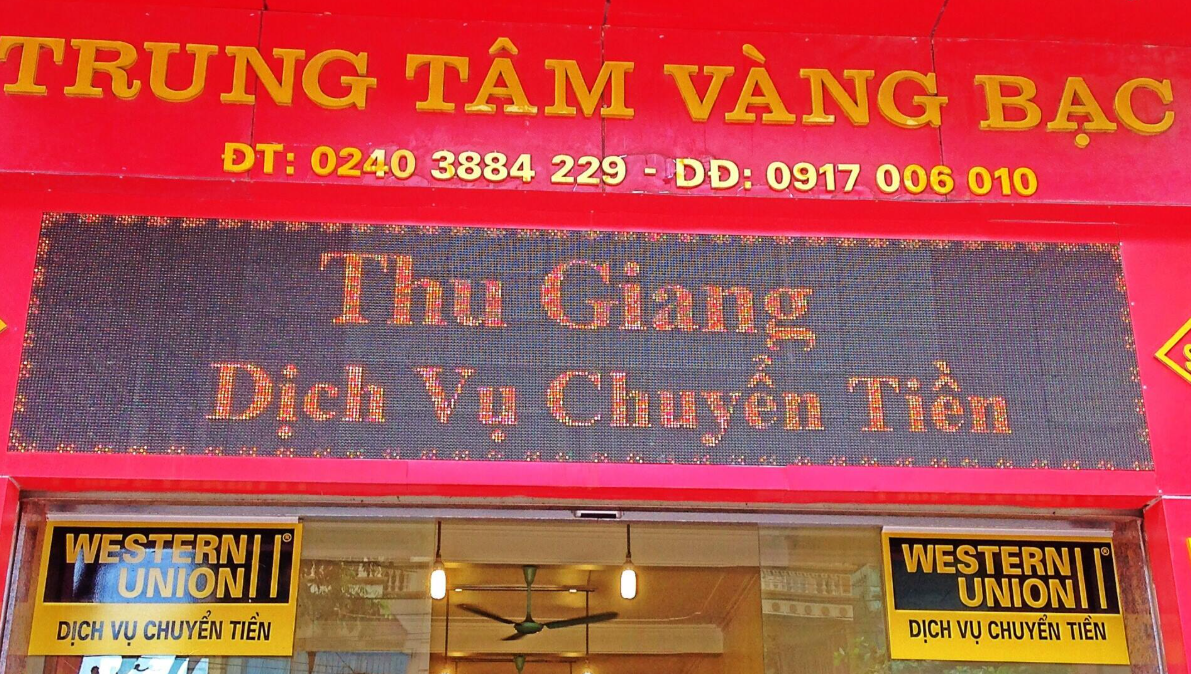 TRUNG TÂM VÀNG BẠC
ĐT: 0240 3884 229 - DĐ: 0917 006 010
Thu Giang
Dịch Vụ Chuyển Tiền
WESTERN
UNION
DỊCH VỤ CHUYỂN TIỀN
WESTERN
UNION
DỊCH VỤ CHUYỂN TIỀN